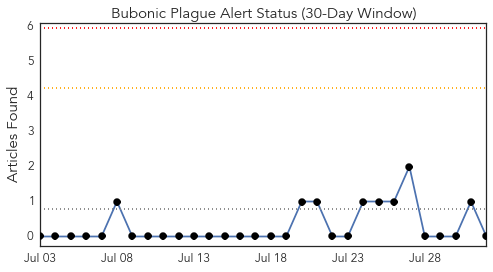 Bubonic Plague Alert Status (30-Day Window)
Articles Found
6
5
4
3
2
1
0
Jul 03 Jul 08 Jul 13 Jul 18 Jul 23 Jul 28